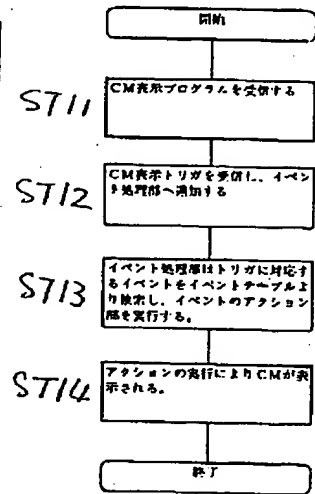 開始
ST11
CM表示プログラムを受信する
ST12
CM表示トリガを受信し、イベン
ト処理部へ通知する
ST13
イベント処理部はトリガに対応す
るイベントをイベントテーブルよ
り検索し、イベントのアクション
部を実行する。
ST14
アクションの実行によりCMが表
示される。
終了